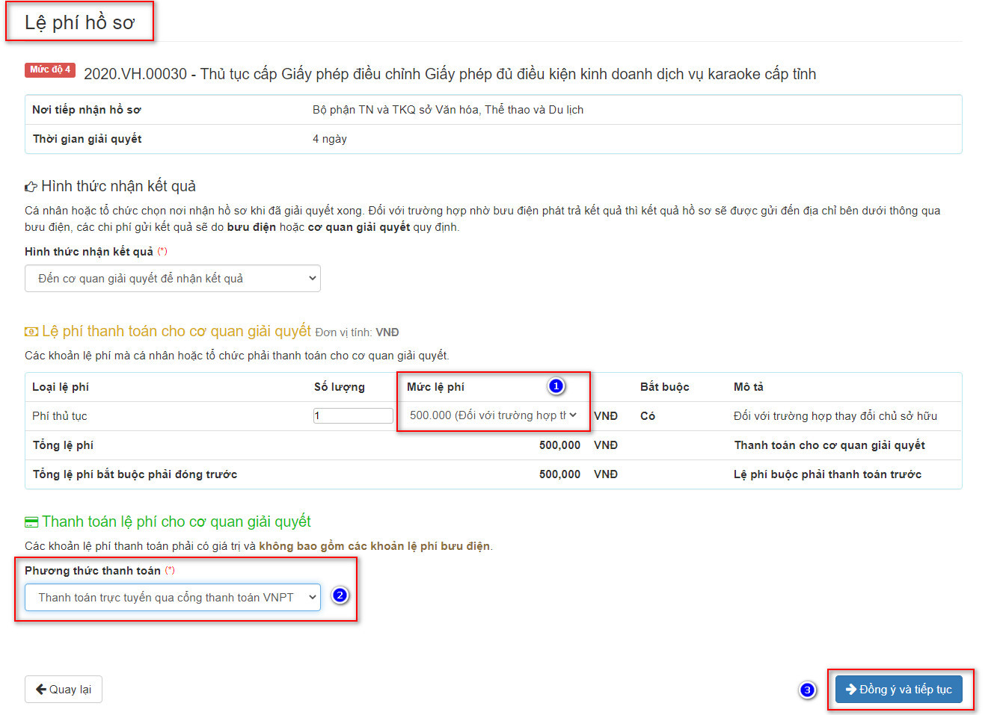 Lệ phí hồ sơ
Mức độ 4 2020.VH.00030 - Thủ tục cấp Giấy phép điều chỉnh Giấy phép đủ điều kiện kinh doanh dịch vụ karaoke cấp tỉnh
Nơi tiếp nhận hồ sơ Bộ phận TN và TKQ sở Văn hóa, Thể thao và Du lịch
Thời gian giải quyết 4 ngày
Hình thức nhận kết quả
Cá nhân hoặc tổ chức chọn nơi nhận hồ sơ khi đã giải quyết xong. Đối với trường hợp nhờ bưu điện phát trả kết quả thì kết quả hồ sơ sẽ được gửi đến địa chỉ bên dưới thông qua
bưu điện, các chi phí gửi kết quả sẽ do bưu điện hoặc cơ quan giải quyết quy định.
Hình thức nhận kết quả (*)
Đến cơ quan giải quyết để nhận kết quả
Lệ phí thanh toán cho cơ quan giải quyết Đơn vị tính: VNĐ
Các khoản lệ phí mà cá nhân hoặc tổ chức phải thanh toán cho cơ quan giải quyết.
Loại lệ phí Số lượng Mức lệ phí 1 Bắt buộc Mô tả
Phí thủ tục 1 500.000 (Đối với trường hợp th VNĐ Có Đối với trường hợp thay đổi chủ sở hữu
Tổng lệ phí 500,000 VNĐ Thanh toán cho cơ quan giải quyết
Tổng lệ phí bắt buộc phải đóng trước 500,000 VNĐ Lệ phí buộc phải thanh toán trước
Thanh toán lệ phí cho cơ quan giải quyết
Các khoản lệ phí thanh toán phải có giá trị và không bao gồm các khoản lệ phí bưu điện.
Phương thức thanh toán (*)
Thanh toán trực tuyến qua cổng thanh toán VNPT 2
Quay lại 3 Đồng ý và tiếp tục